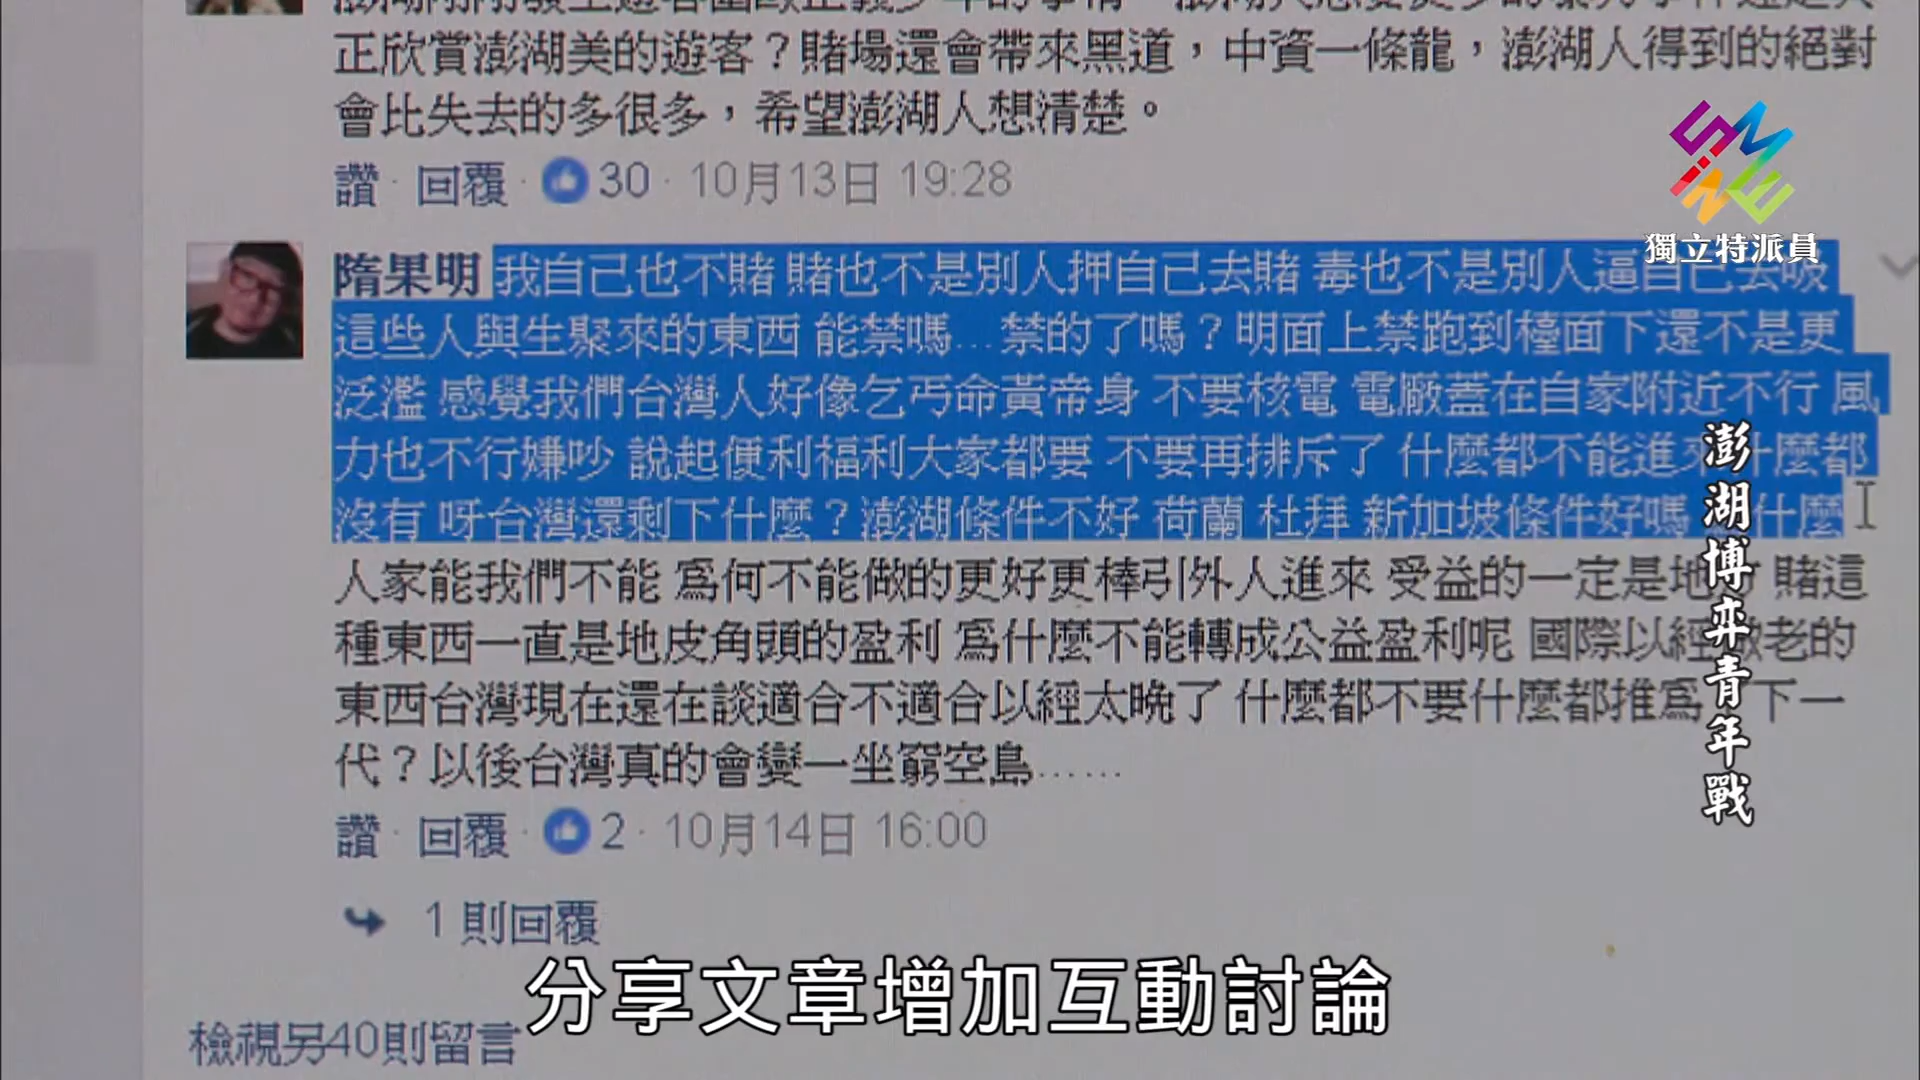 正欣賞澎湖美的遊客？賭場還會帶來黑道，中資一條龍，澎湖人得到的絕對
會比失去的多很多，希望澎湖人想清楚。
讚 · 回覆 · 30 · 10月13日 19:28
隋果明 我自己也不賭 賭也不是別人押自己去賭 毒也不是別人逼自己去吸
這些人與生聚來的東西 能禁嗎…禁的了嗎？明面上禁跑到檯面下還不是更
泛濫 感覺我們台灣人好像乞丐命黃帝身 不要核電 電廠蓋在自家附近不行 風
力也不行嫌吵 說起便利福利大家都要 不要再排斥了 什麼都不能進來什麼都
沒有 呀台灣還剩下什麼？澎湖條件不好 荷蘭 杜拜 新加坡條件好嗎 什麼
人家能我們不能 為何不能做的更好更棒引外人進來 受益的一定是地 賭這
種東西一直是地皮角頭的盈利 為什麼不能轉成公益盈利呢 國際以經做老的
東西台灣現在還在談適合不適合以經太晚了 什麼都不要什麼都推為 下一
代？以後台灣真的會變一坐窮空島……
讚 · 回覆 · 2 · 10月14日 16:00
1 則回覆
檢視另40則留言
分享文章增加互動討論
獨立特派員
澎湖博弈青年戰